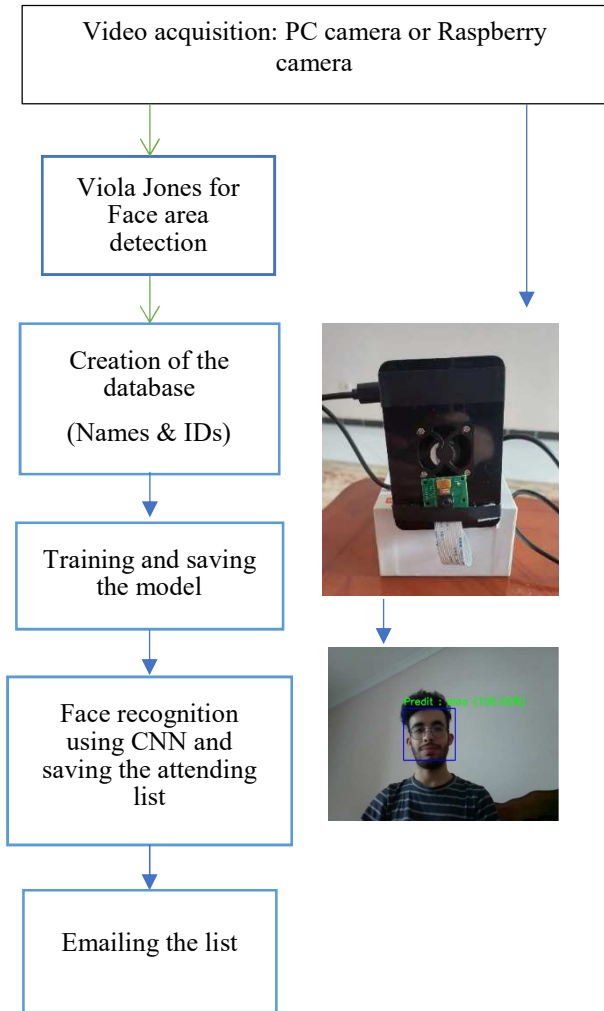 Video acquisition: PC camera or Raspberry
camera
Viola Jones for
Face area
detection
Creation of the
database
(Names & IDs)
Training and saving
the model
Face recognition
using CNN and
saving the attending
list
Predit :
Emailing the list